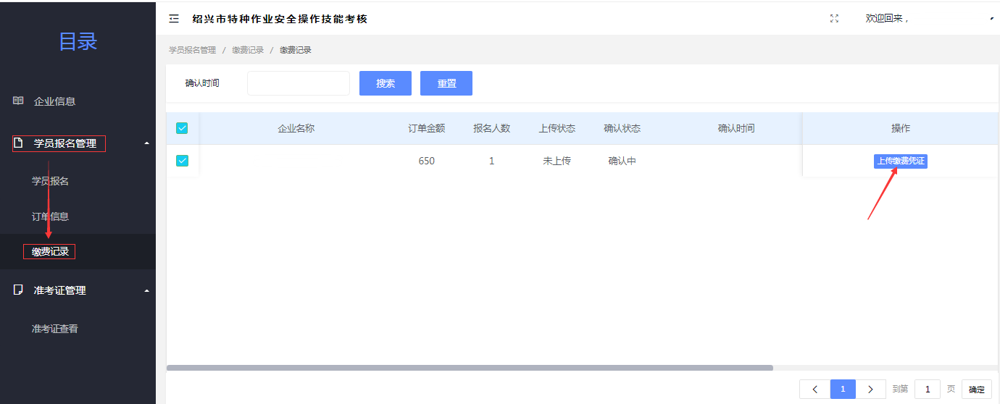 目录
企业信息
学员报名管理
学员报名
订单信息
缴费记录
准考证管理
准考证查看
绍兴市特种作业安全操作技能考核
欢迎回来，
学员报名管理 / 缴费记录 / 缴费记录
确认时间 搜索 重置
企业名称 订单金额 报名人数 上传状态 确认状态 确认时间 操作
650 1 未上传 确认中 上传缴费凭证
1 到第 1 页 确定